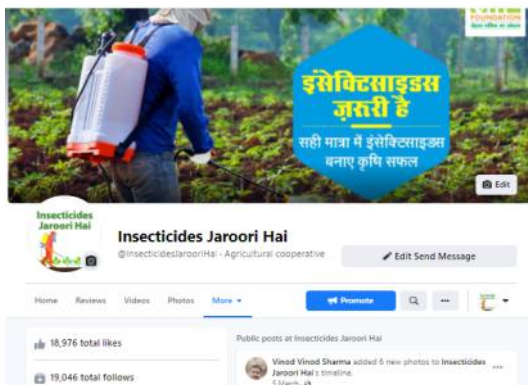 FOUNDATION
इंसेक्टिसाइडस
ज़रूरी है
सही मात्रा में इंसेक्टिसाइडस
बनाए कृषि सफल
Edit
Insecticides
Jaroori Hai
Insecticides Jaroori Hai
@InsecticidesJarooriHai · Agricultural cooperative
Edit Send Message
Home Reviews Videos Photos More
Promote
18,976 total likes
Public posts at Insecticides Jaroori Hai
Vinod Vinod Sharma added 6 new photos to Insecticides
Jaroori Hai's timeline.
19,046 total follows
5 March